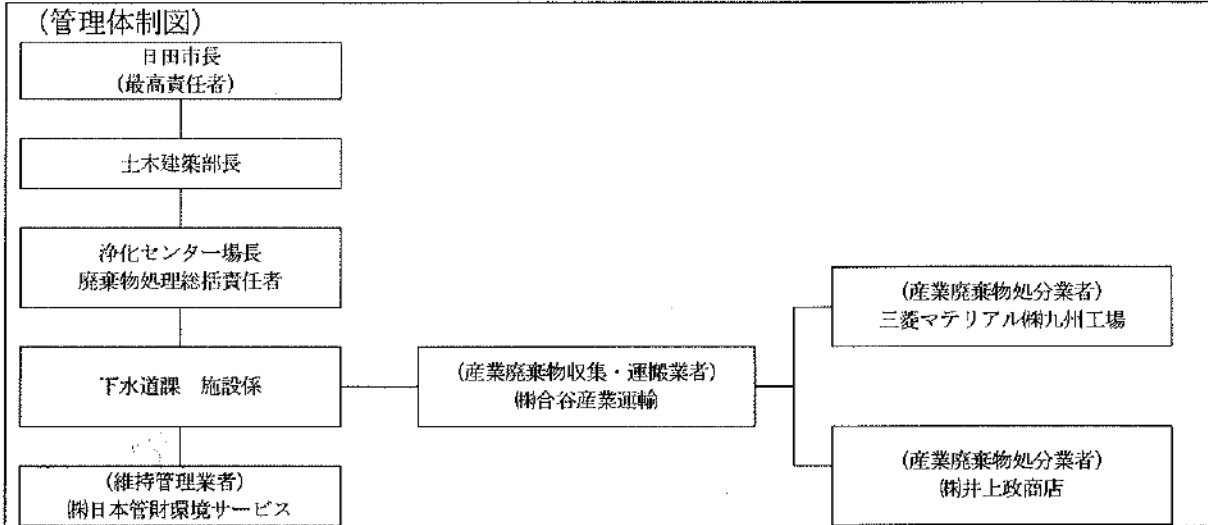 (管理体制図)
日田市長
(最高責任者)
土木建築部長
浄化センター場長
廃棄物処理総括責任者
下水道課　施設係
(維持管理業者)
㈱日本管財環境サービス
(産業廃棄物収集・運搬業者)
㈱合谷産業運輸
(産業廃棄物処分業者)
三菱マテリアル㈱九州工場
(産業廃棄物処分業者)
㈱井上政商店